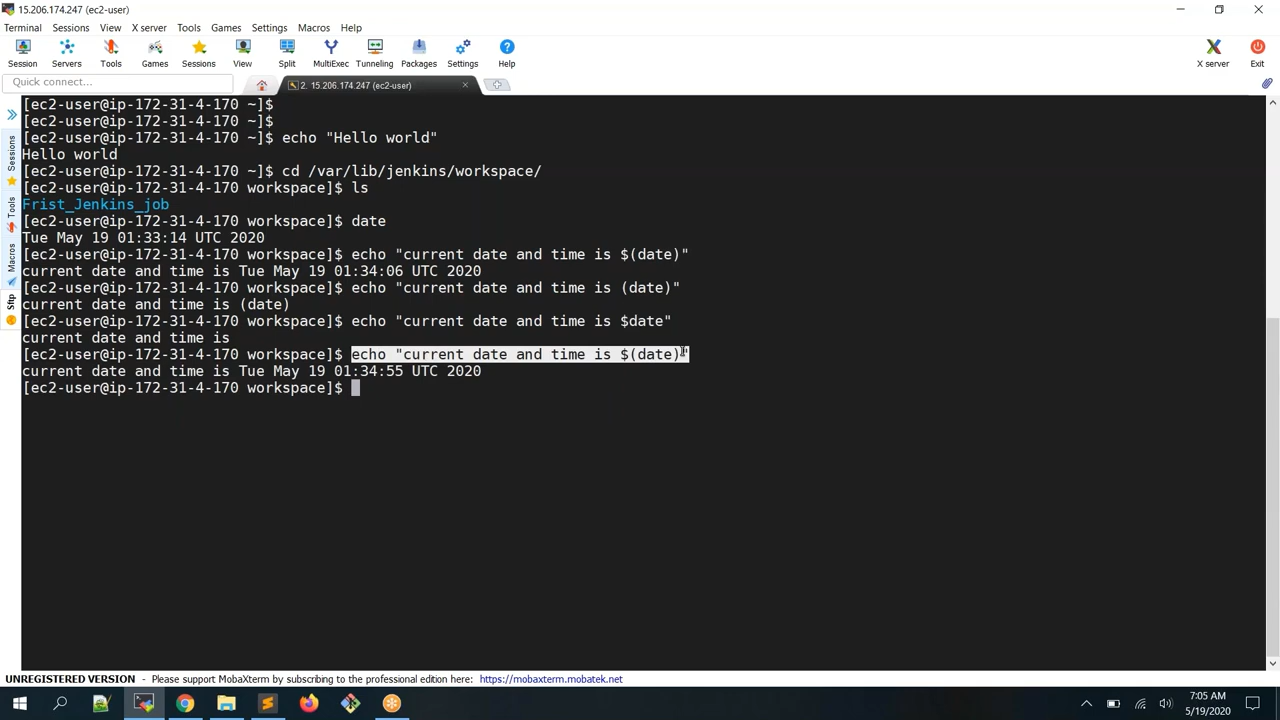 15.206.174.247 (ec2-user)
Terminal Sessions View X server Tools Games Settings Macros Help
Session Servers Tools Games Sessions View Split MultiExec Tunneling Packages Settings Help X server Exit
Quick connect...
2. 15.206.174.247 (ec2-user)
[ec2-user@ip-172-31-4-170 ~]$
[ec2-user@ip-172-31-4-170 ~]$
[ec2-user@ip-172-31-4-170 ~]$ echo "Hello world"
Hello world
[ec2-user@ip-172-31-4-170 ~]$ cd /var/lib/jenkins/workspace/
[ec2-user@ip-172-31-4-170 workspace]$ ls
Frist_Jenkins_job
[ec2-user@ip-172-31-4-170 workspace]$ date
Tue May 19 01:33:14 UTC 2020
[ec2-user@ip-172-31-4-170 workspace]$ echo "current date and time is $(date)"
current date and time is Tue May 19 01:34:06 UTC 2020
[ec2-user@ip-172-31-4-170 workspace]$ echo "current date and time is (date)"
current date and time is (date)
[ec2-user@ip-172-31-4-170 workspace]$ echo "current date and time is $date"
current date and time is
[ec2-user@ip-172-31-4-170 workspace]$ echo "current date and time is $(date)"
current date and time is Tue May 19 01:34:55 UTC 2020
[ec2-user@ip-172-31-4-170 workspace]$
Sessions
Tools
Macros
Sftp
UNREGISTERED VERSION - Please support MobaXterm by subscribing to the professional edition here: https://mobaxterm.mobatek.net
7:05 AM
5/19/2020